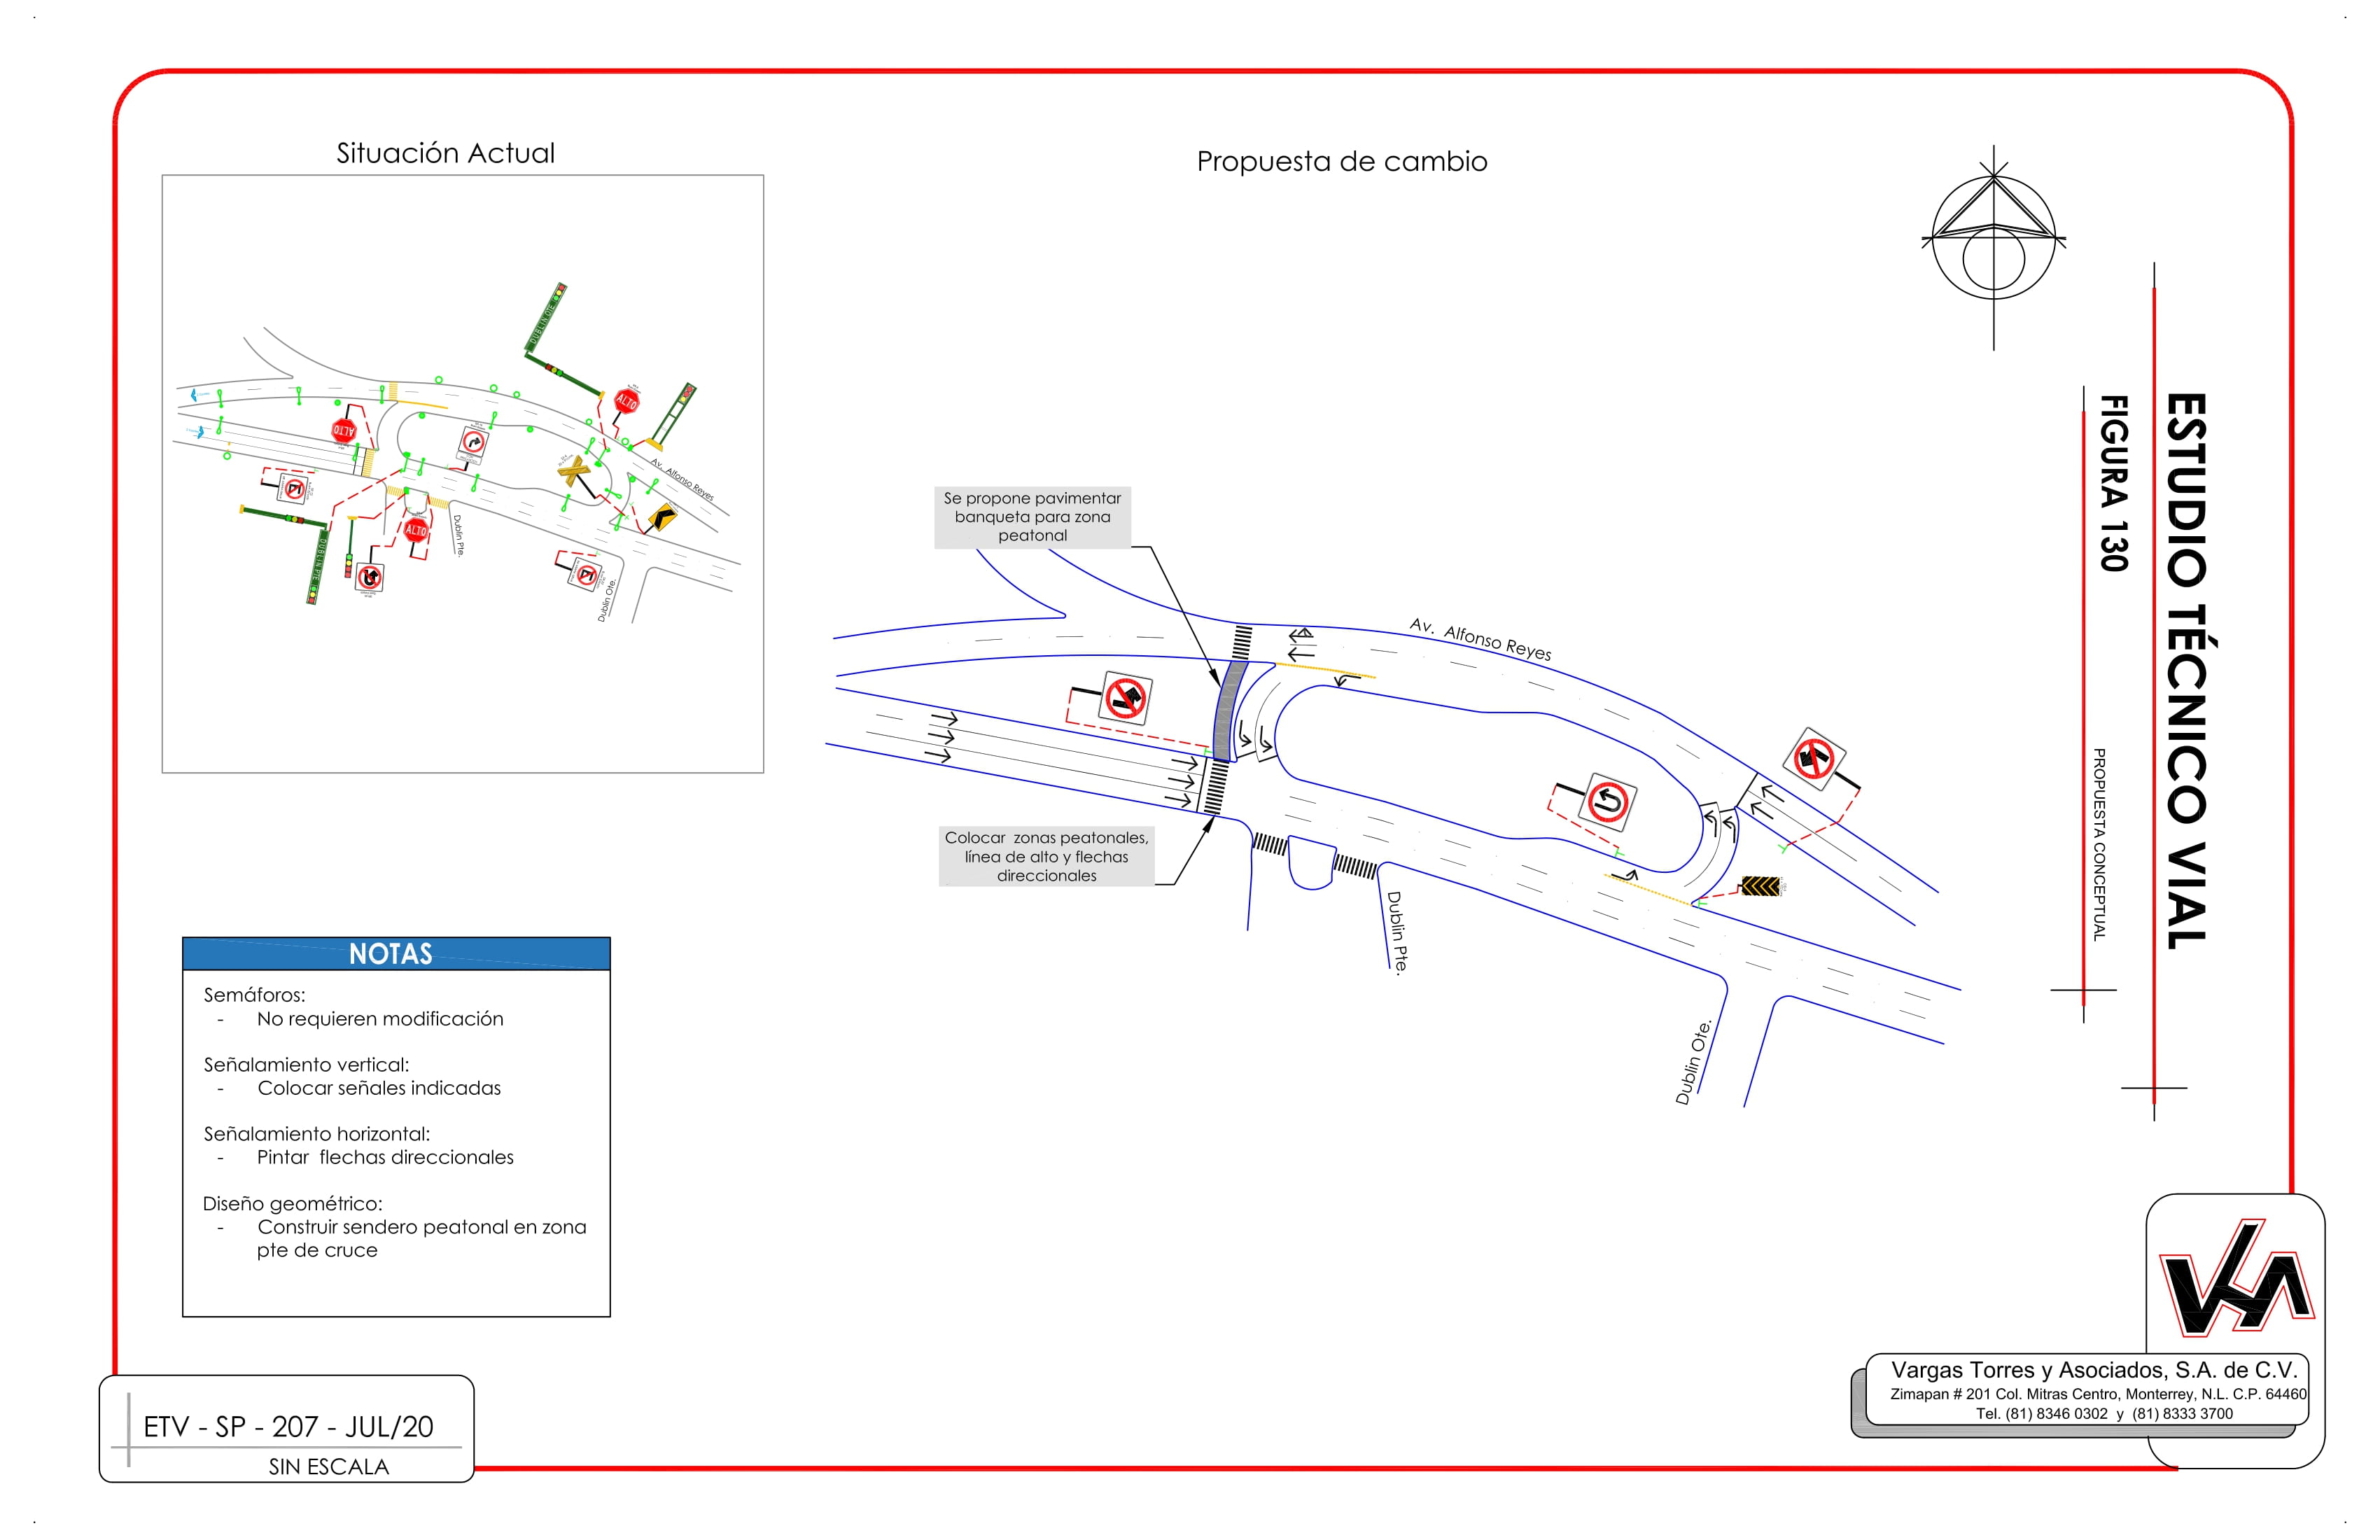 Situación Actual
DUBLIN OTE
ALTO
ALTO
Av. Alfonso Reyes
ALTO
Dublin Pte.
DUBLIN PTE
Dublin Ote.
Propuesta de cambio
Se propone pavimentar
banqueta para zona
peatonal
Av. Alfonso Reyes
Colocar zonas peatonales,
línea de alto y flechas
direccionales
Dublin Pte.
Dublin Ote.
ESTUDIO TÉCNICO VIAL
FIGURA 130
PROPUESTA CONCEPTUAL
NOTAS
Semáforos:
- No requieren modificación
Señalamiento vertical:
- Colocar señales indicadas
Señalamiento horizontal:
- Pintar flechas direccionales
Diseño geométrico:
- Construir sendero peatonal en zona
pte de cruce
ETV - SP - 207 - JUL/20
SIN ESCALA
Vargas Torres y Asociados, S.A. de C.V.
Zimapan # 201 Col. Mitras Centro, Monterrey, N.L. C.P. 64460
Tel. (81) 8346 0302 y (81) 8333 3700